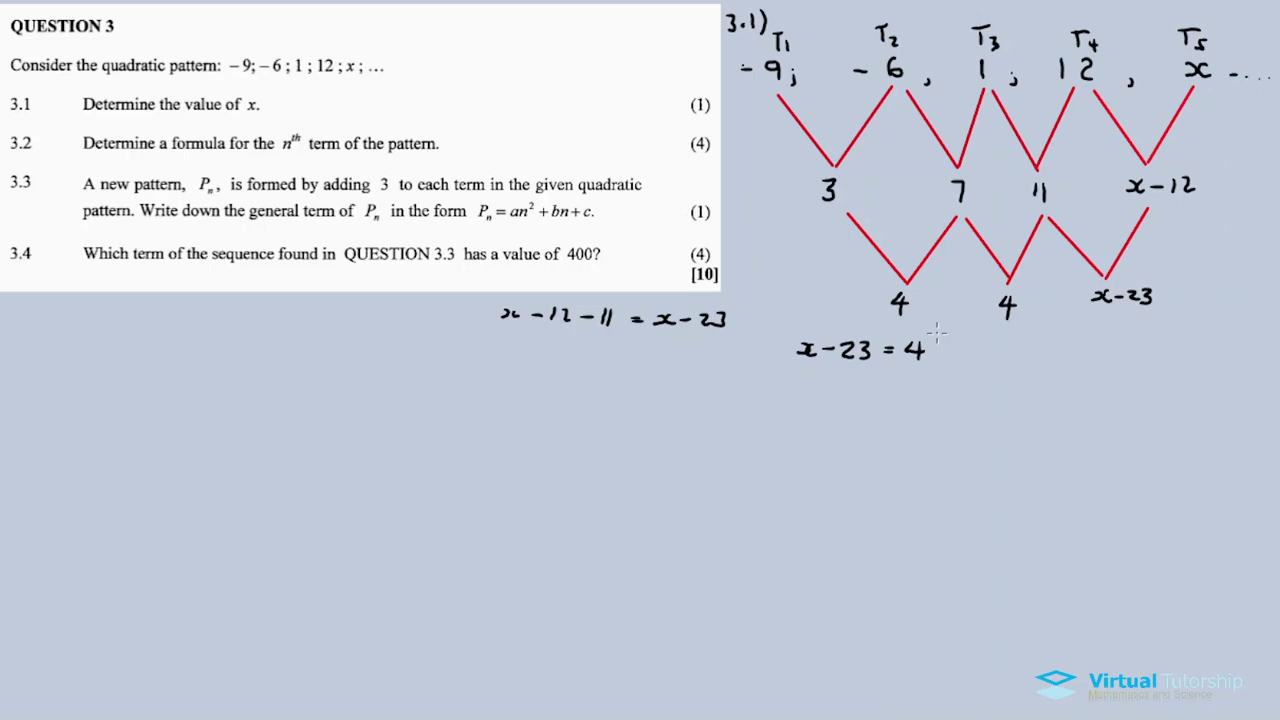 QUESTION 3
Consider the quadratic pattern: −9; −6 ; 1 ; 12 ; x ; …
3.1 Determine the value of x. (1)
3.2 Determine a formula for the nth term of the pattern. (4)
3.3 A new pattern, Pn, is formed by adding 3 to each term in the given quadratic
pattern. Write down the general term of Pn in the form Pn = an² + bn + c. (1)
3.4 Which term of the sequence found in QUESTION 3.3 has a value of 400? (4)
[10]
3.1)
T1 T2 T3 T4 T5
-9; -6, 1; 12, x -....
3 7 11 x-12
4 4 x-23
x-12-11 = x-23
x-23 = 4
Virtual Tutorship
Mathematics and Science